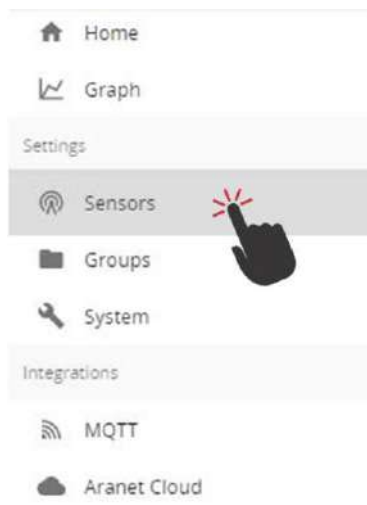 Home
Graph
Settings
Sensors
Groups
System
Integrations
MQTT
Aranet Cloud